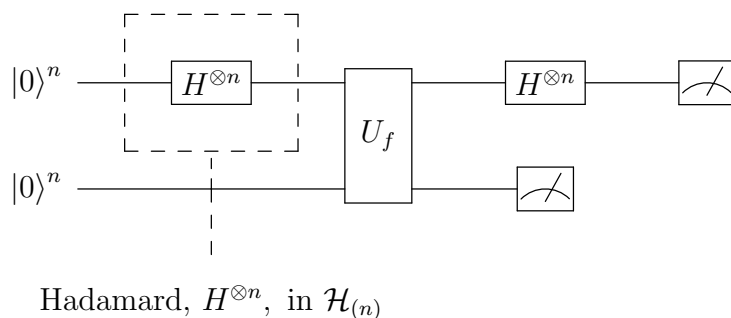 |0⟩ⁿ H^{⊗n} H^{⊗n}
U_f
|0⟩ⁿ
Hadamard, H^{⊗n}, in 𝓗_{(n)}